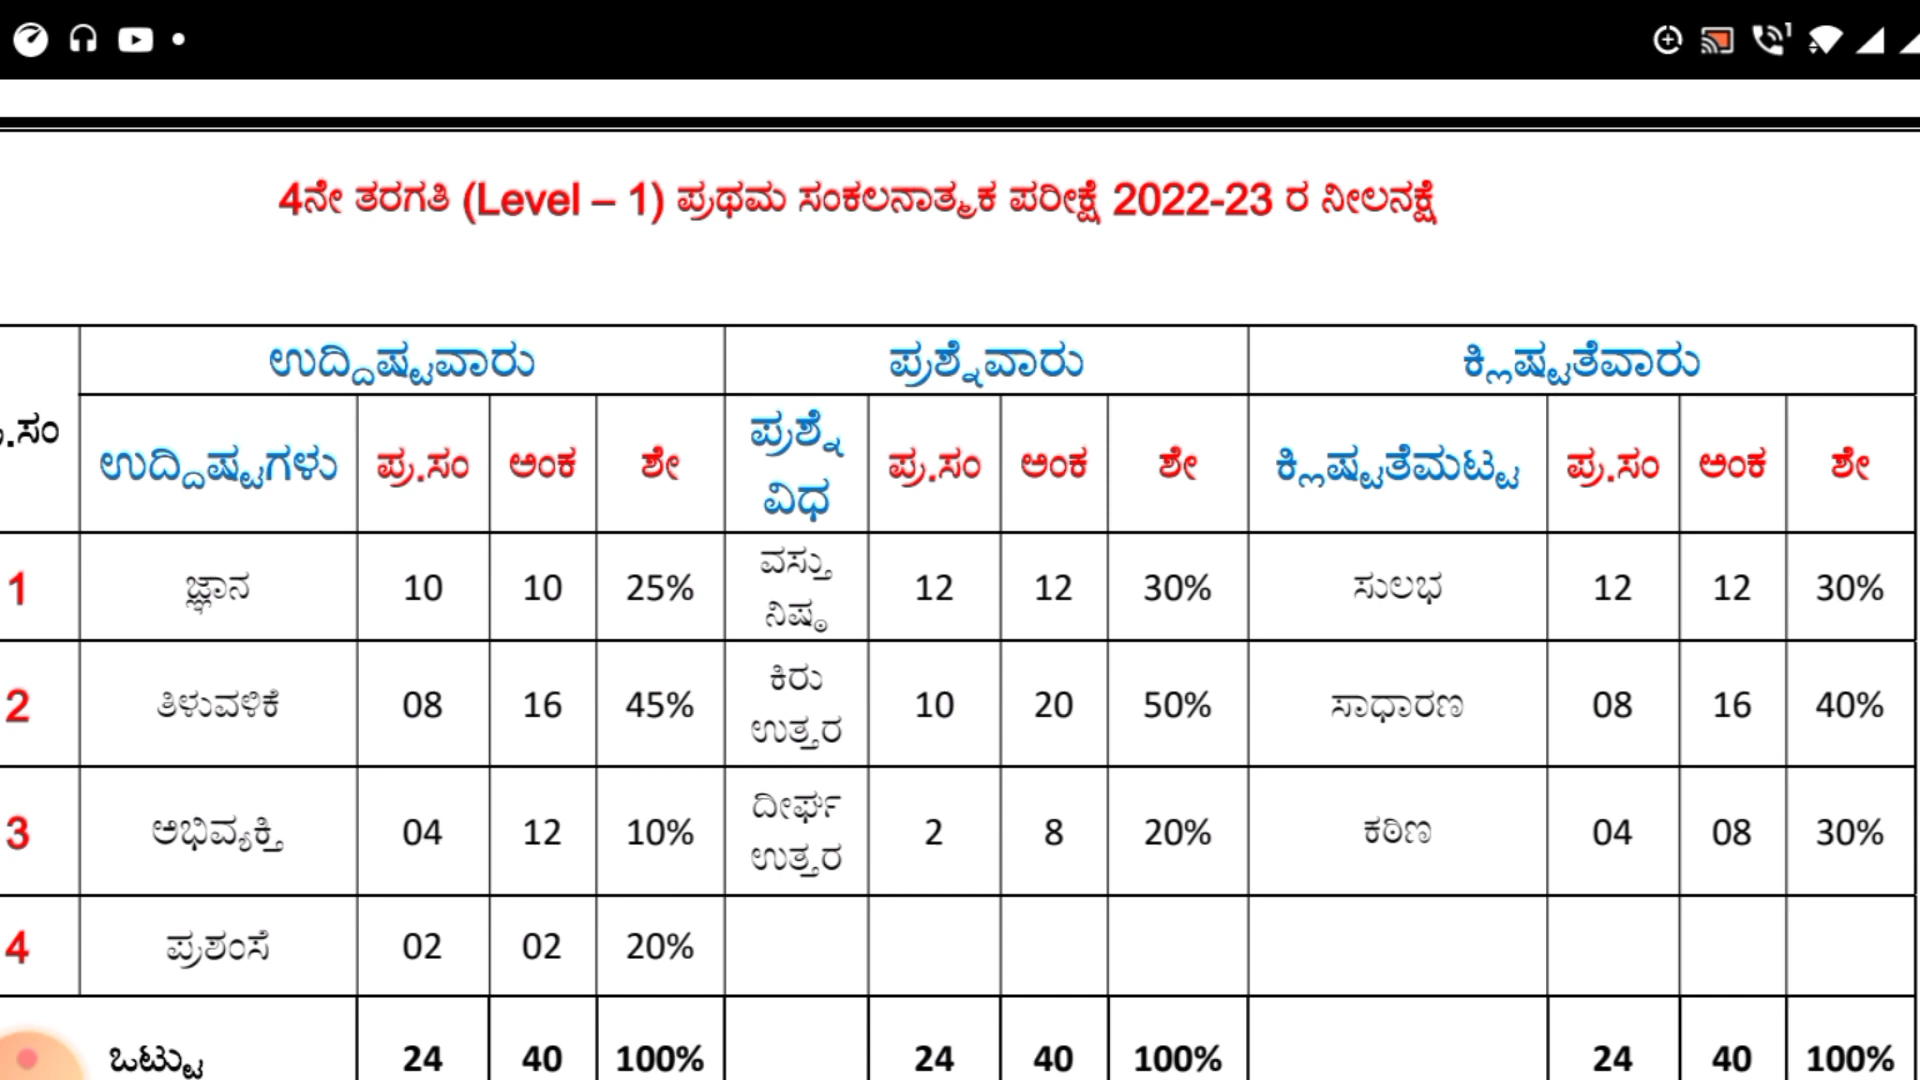 4ನೇ ತರಗತಿ (Level – 1) ಪ್ರಥಮ ಸಂಕಲನಾತ್ಮಕ ಪರೀಕ್ಷೆ 2022-23 ರ ನೀಲನಕ್ಷೆ
ಉದ್ದಿಷ್ಟವಾರು ಪ್ರಶ್ನೆವಾರು ಕ್ಲಿಷ್ಟತೆವಾರು
.ಸಂ ಉದ್ದಿಷ್ಟಗಳು ಪ್ರ.ಸಂ ಅಂಕ ಶೇ ಪ್ರಶ್ನೆ ವಿಧ ಪ್ರ.ಸಂ ಅಂಕ ಶೇ ಕ್ಲಿಷ್ಟತೆಮಟ್ಟ ಪ್ರ.ಸಂ ಅಂಕ ಶೇ
1 ಜ್ಞಾನ 10 10 25% ವಸ್ತು ನಿಷ್ಠ 12 12 30% ಸುಲಭ 12 12 30%
2 ತಿಳುವಳಿಕೆ 08 16 45% ಕಿರು ಉತ್ತರ 10 20 50% ಸಾಧಾರಣ 08 16 40%
3 ಅಭಿವ್ಯಕ್ತಿ 04 12 10% ದೀರ್ಘ ಉತ್ತರ 2 8 20% ಕಠಿಣ 04 08 30%
4 ಪ್ರಶಂಸೆ 02 02 20%
ಒಟ್ಟು 24 40 100% 24 40 100% 24 40 100%